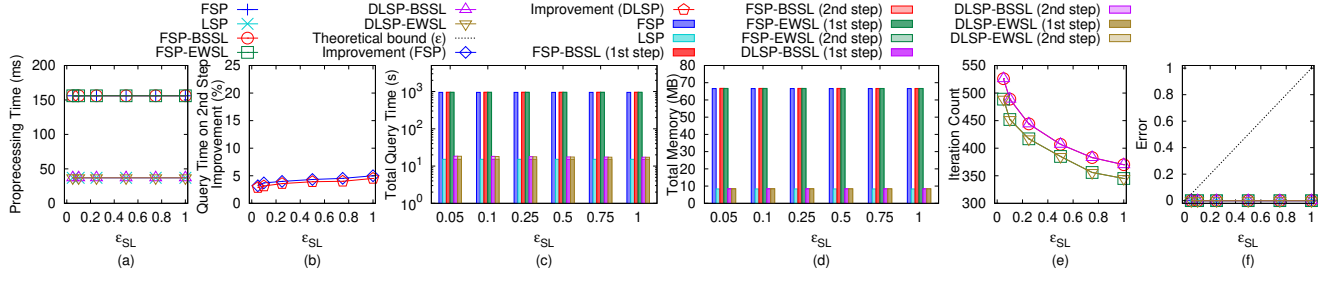 FSP
LSP
FSP-BSSL
FSP-EWSL
DLSP-BSSL
DLSP-EWSL
Theoretical bound (ε)
Improvement (FSP)
Improvement (DLSP)
FSP
LSP
FSP-BSSL (1st step)
FSP-BSSL (2nd step)
FSP-EWSL (1st step)
FSP-EWSL (2nd step)
DLSP-BSSL (1st step)
DLSP-BSSL (2nd step)
DLSP-EWSL (1st step)
DLSP-EWSL (2nd step)
Proprecessing Time (ms)
200
150
100
50
0
0 0.2 0.4 0.6 0.8 1
εSL
(a)
Query Time on 2nd Step
Improvement (%)
25
20
15
10
5
0
0 0.2 0.4 0.6 0.8 1
εSL
(b)
Total Query Time (s)
10^3
10^2
10^1
10^0
0.05 0.1 0.25 0.5 0.75 1
εSL
(c)
Total Memory (MB)
80
70
60
50
40
30
20
10
0
0.05 0.1 0.25 0.5 0.75 1
εSL
(d)
Iteration Count
550
500
450
400
350
300
0 0.2 0.4 0.6 0.8 1
εSL
(e)
Error
1
0.8
0.6
0.4
0.2
0
0 0.2 0.4 0.6 0.8 1
εSL
(f)